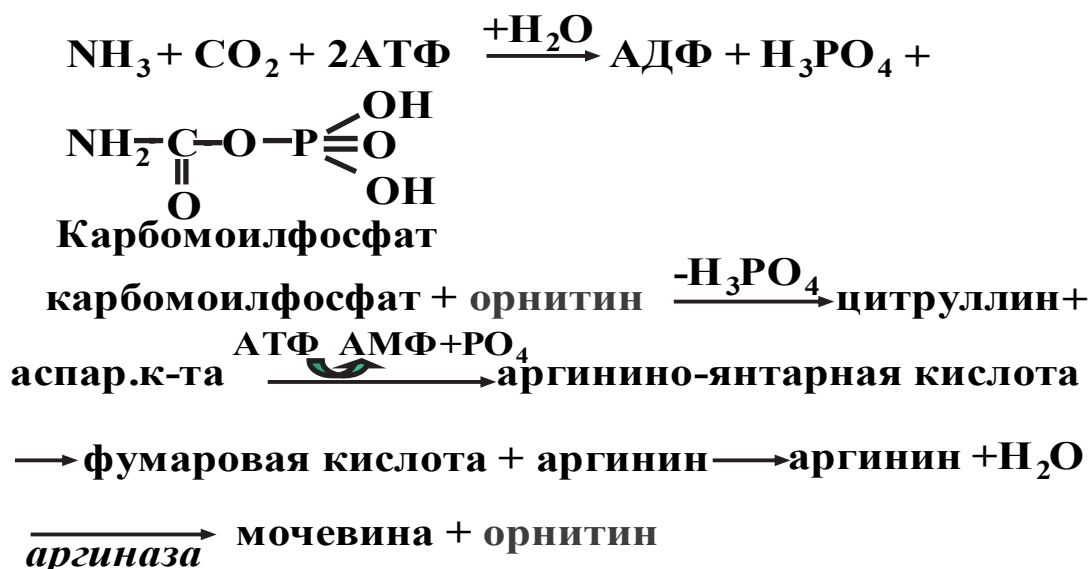 +H₂O
NH₃ + CO₂ + 2АТФ ⟶ АДФ + H₃PO₄ +
OH
NH₂–C–O–P≡O
O OH
Карбомоилфосфат
-H₃PO₄
карбомоилфосфат + орнитин ⟶ цитруллин+
АТФ АМФ+PO₄
аспар.к-та ⟶ аргинино-янтарная кислота
⟶ фумаровая кислота + аргинин ⟶ аргинин +H₂O
⟶ мочевина + орнитин
аргиназа